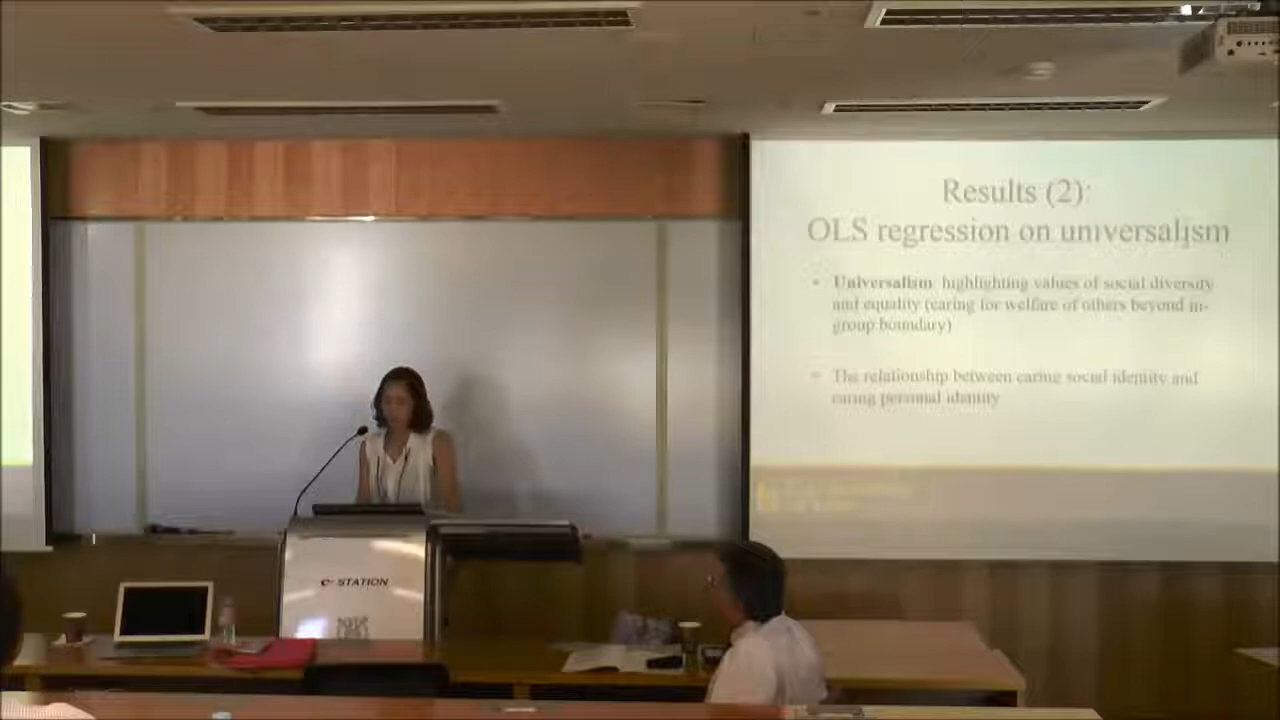 Results (2):
OLS regression on universalism
• Universalism: highlighting values of social diversity
and equality (caring for welfare of others beyond in-
group boundary)
• The relationship between caring social identity and
caring personal identity
e-STATION